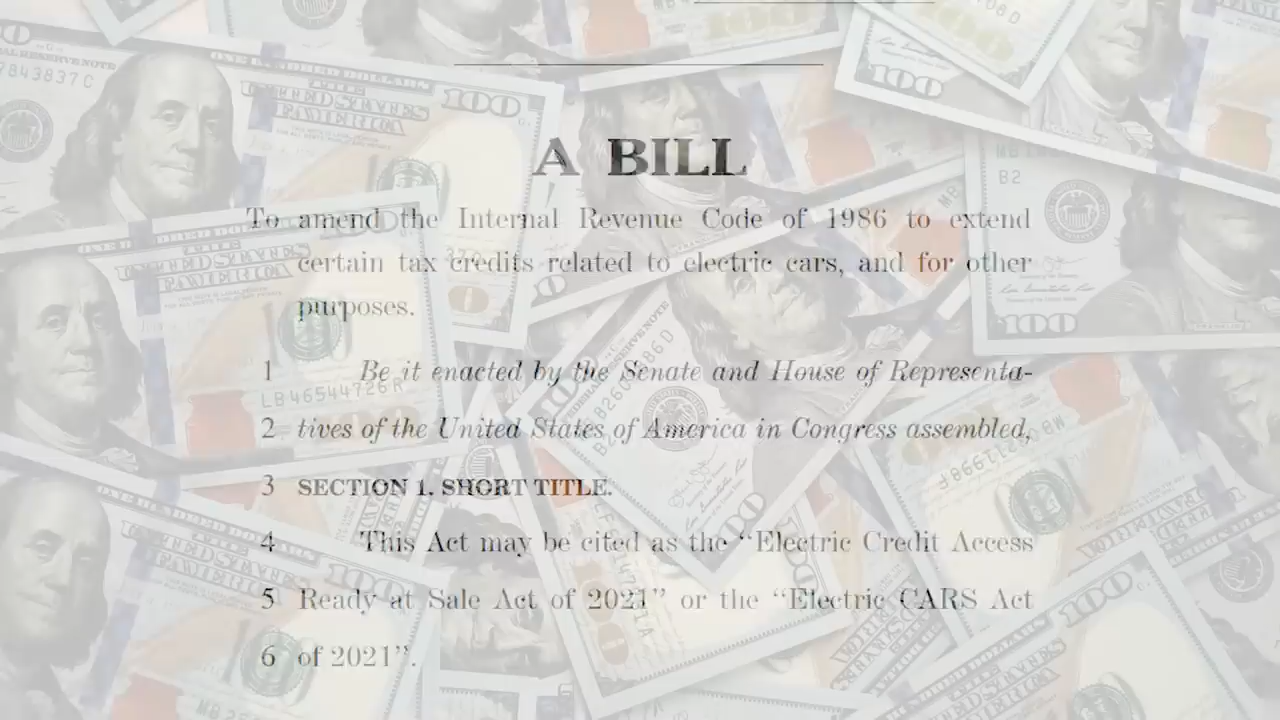 A BILL
To amend the Internal Revenue Code of 1986 to extend
certain tax credits related to electric cars, and for other
purposes.
1 Be it enacted by the Senate and House of Representa-
2 tives of the United States of America in Congress assembled,
3 SECTION 1. SHORT TITLE.
4 This Act may be cited as the “Electric Credit Access
5 Ready at Sale Act of 2021” or the “Electric CARS Act
6 of 2021”.